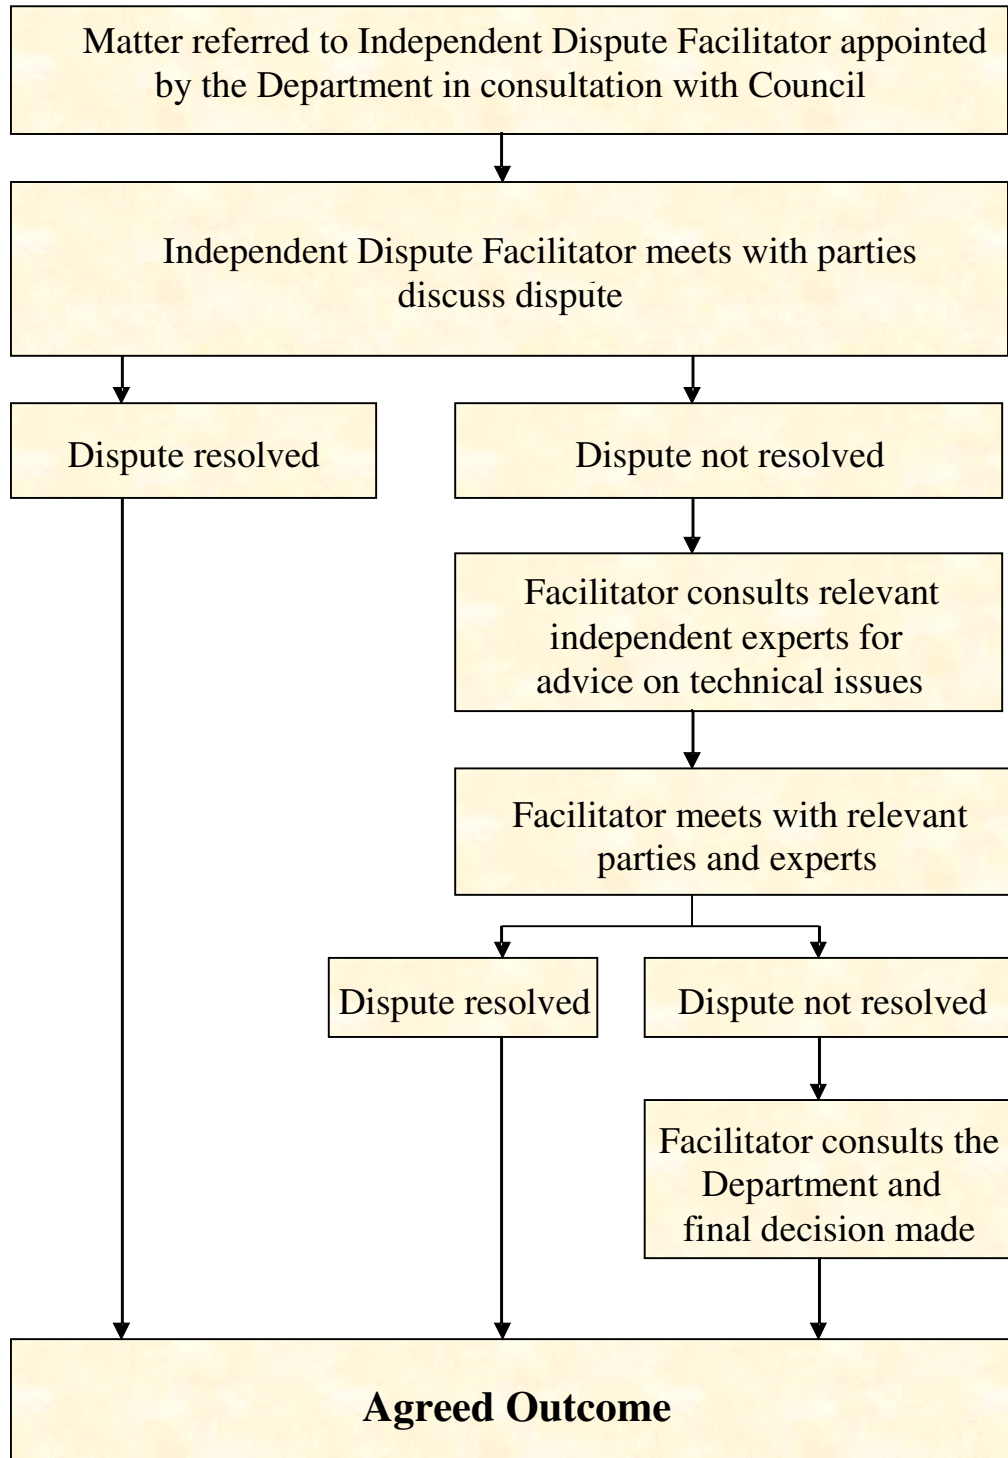 Matter referred to Independent Dispute Facilitator appointed
by the Department in consultation with Council
Independent Dispute Facilitator meets with parties
discuss dispute
Dispute resolved
Dispute not resolved
Facilitator consults relevant
independent experts for
advice on technical issues
Facilitator meets with relevant
parties and experts
Dispute resolved
Dispute not resolved
Facilitator consults the
Department and
final decision made
Agreed Outcome